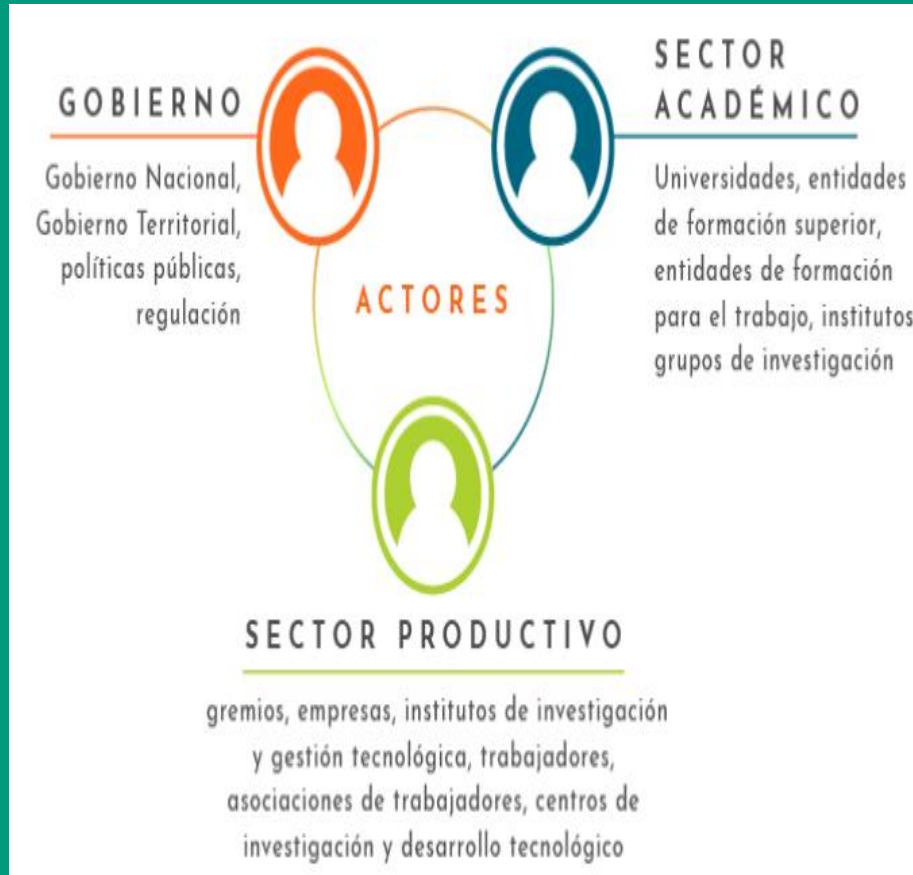 GOBIERNO
Gobierno Nacional,
Gobierno Territorial,
políticas públicas,
regulación
SECTOR
ACADÉMICO
Universidades, entidades
de formación superior,
entidades de formación
para el trabajo, institutos
grupos de investigación
ACTORES
SECTOR PRODUCTIVO
gremios, empresas, institutos de investigación
y gestión tecnológica, trabajadores,
asociaciones de trabajadores, centros de
investigación y desarrollo tecnológico